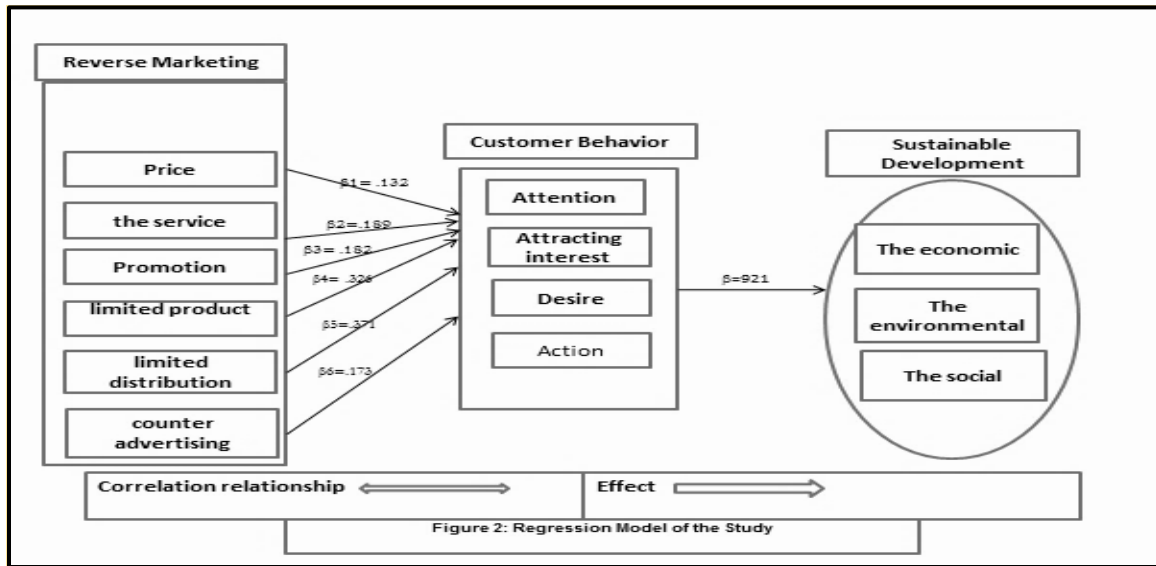 Reverse Marketing
Price
the service
Promotion
limited product
limited
distribution
counter
advertising
β1= .132
β2=.189
β3= .182
β4= .326
β5=.371
β6=.173
Customer Behavior
Attention
Attracting
interest
Desire
Action
β=921
Sustainable
Development
The economic
The
environmental
The social
Correlation relationship
Effect
Figure 2: Regression Model of the Study